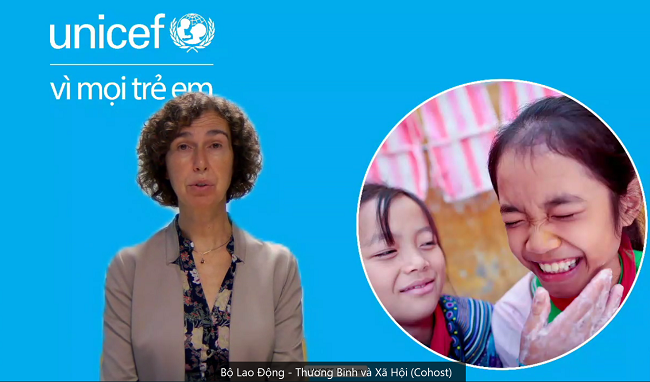 unicef
vì mọi trẻ em
Bộ Lao Động - Thương Binh và Xã Hội (Cohost)